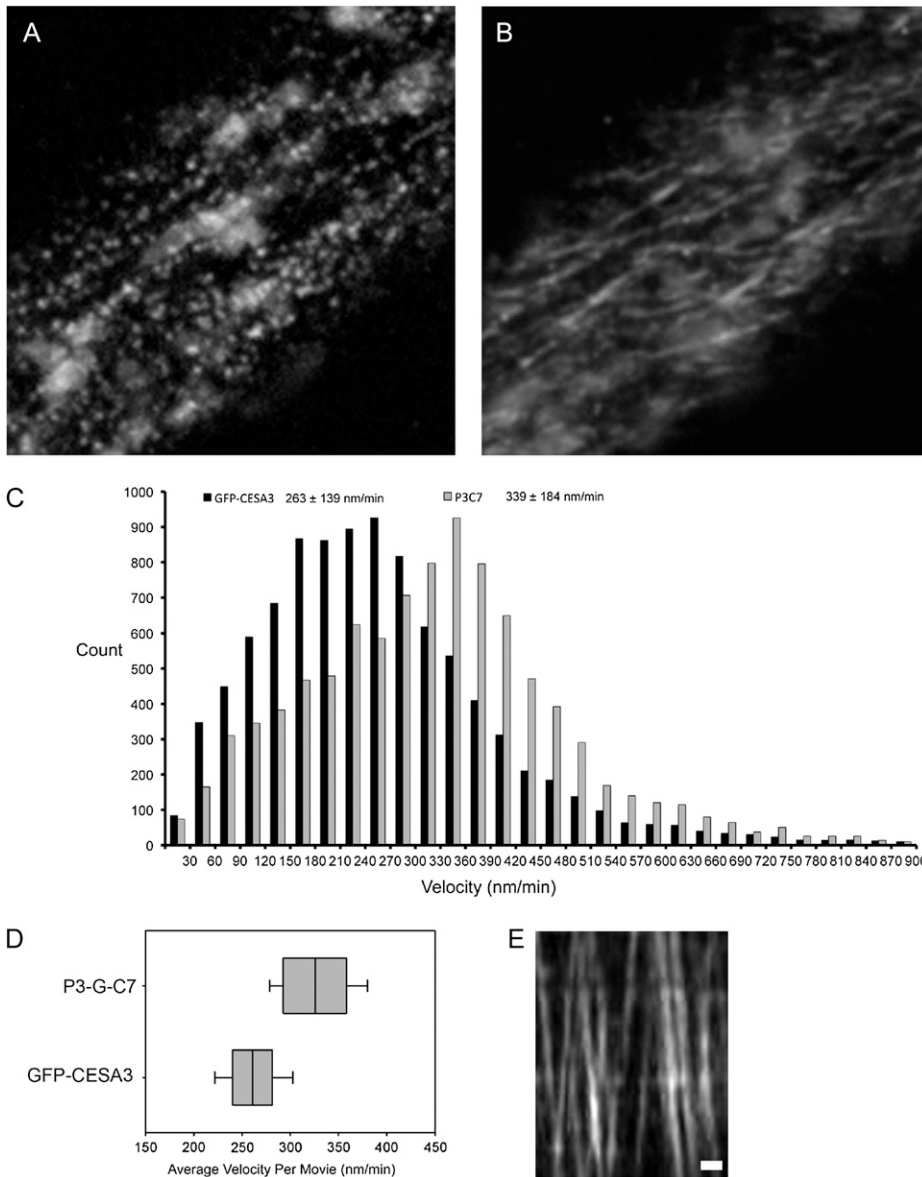 A
B
C
GFP-CESA3 263 ± 139 nm/min P3C7 339 ± 184 nm/min
1000
900
800
700
600
500
400
300
200
100
0
Count
30 60 90 120 150 180 210 240 270 300 330 360 390 420 450 480 510 540 570 600 630 660 690 720 750 780 810 840 870 900
Velocity (nm/min)
D
P3-G-C7
GFP-CESA3
150 200 250 300 350 400 450
Average Velocity Per Movie (nm/min)
E